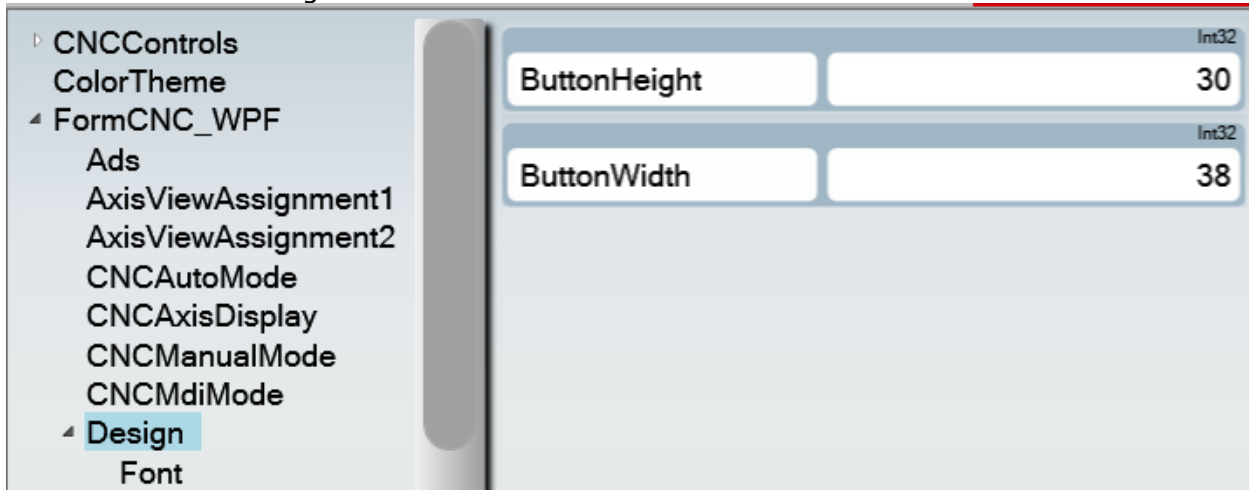 CNCControls
ColorTheme
FormCNC_WPF
Ads
AxisViewAssignment1
AxisViewAssignment2
CNCAutoMode
CNCAxisDisplay
CNCManualMode
CNCMdiMode
Design
Font
Int32
ButtonHeight 30
Int32
ButtonWidth 38